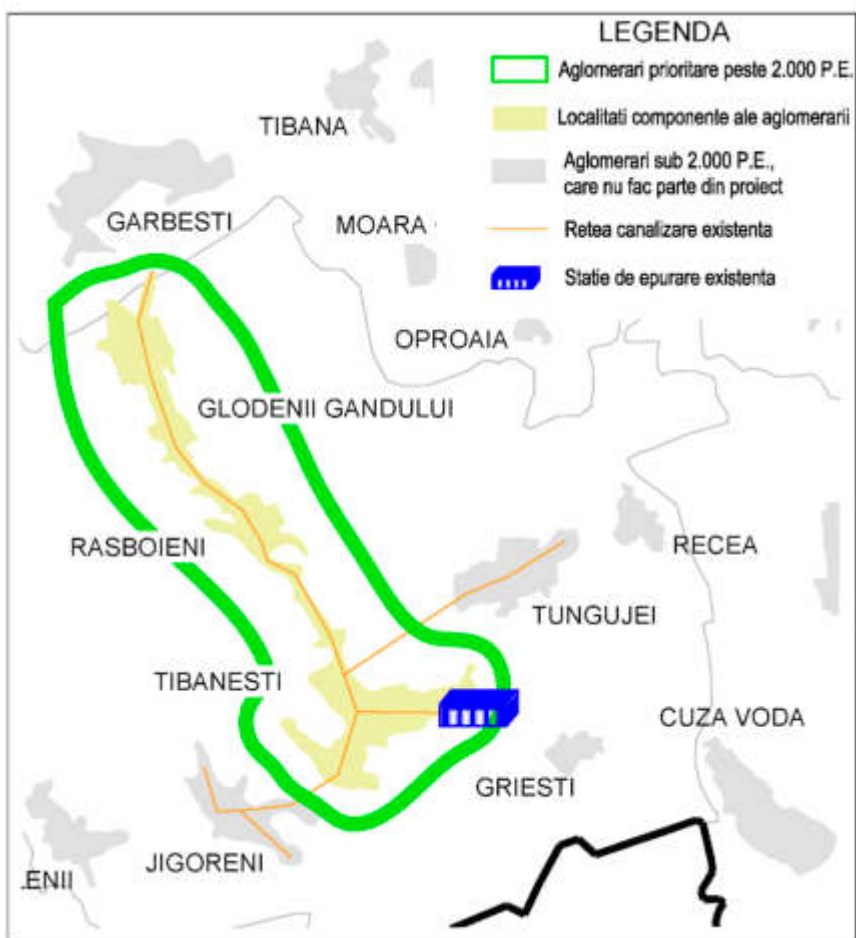 LEGENDA
Aglomerari prioritare peste 2.000 P.E.
Localitati componente ale aglomerarii
Aglomerari sub 2.000 P.E.,
care nu fac parte din proiect
Retea canalizare existenta
Statie de epurare existenta
TIBANA
GARBESTI
MOARA
OPROAIA
GLODENII GANDULUI
RASBOIENI
RECEA
TUNGUJEI
TIBANESTI
CUZA VODA
GRIESTI
JIGORENI
.ENII